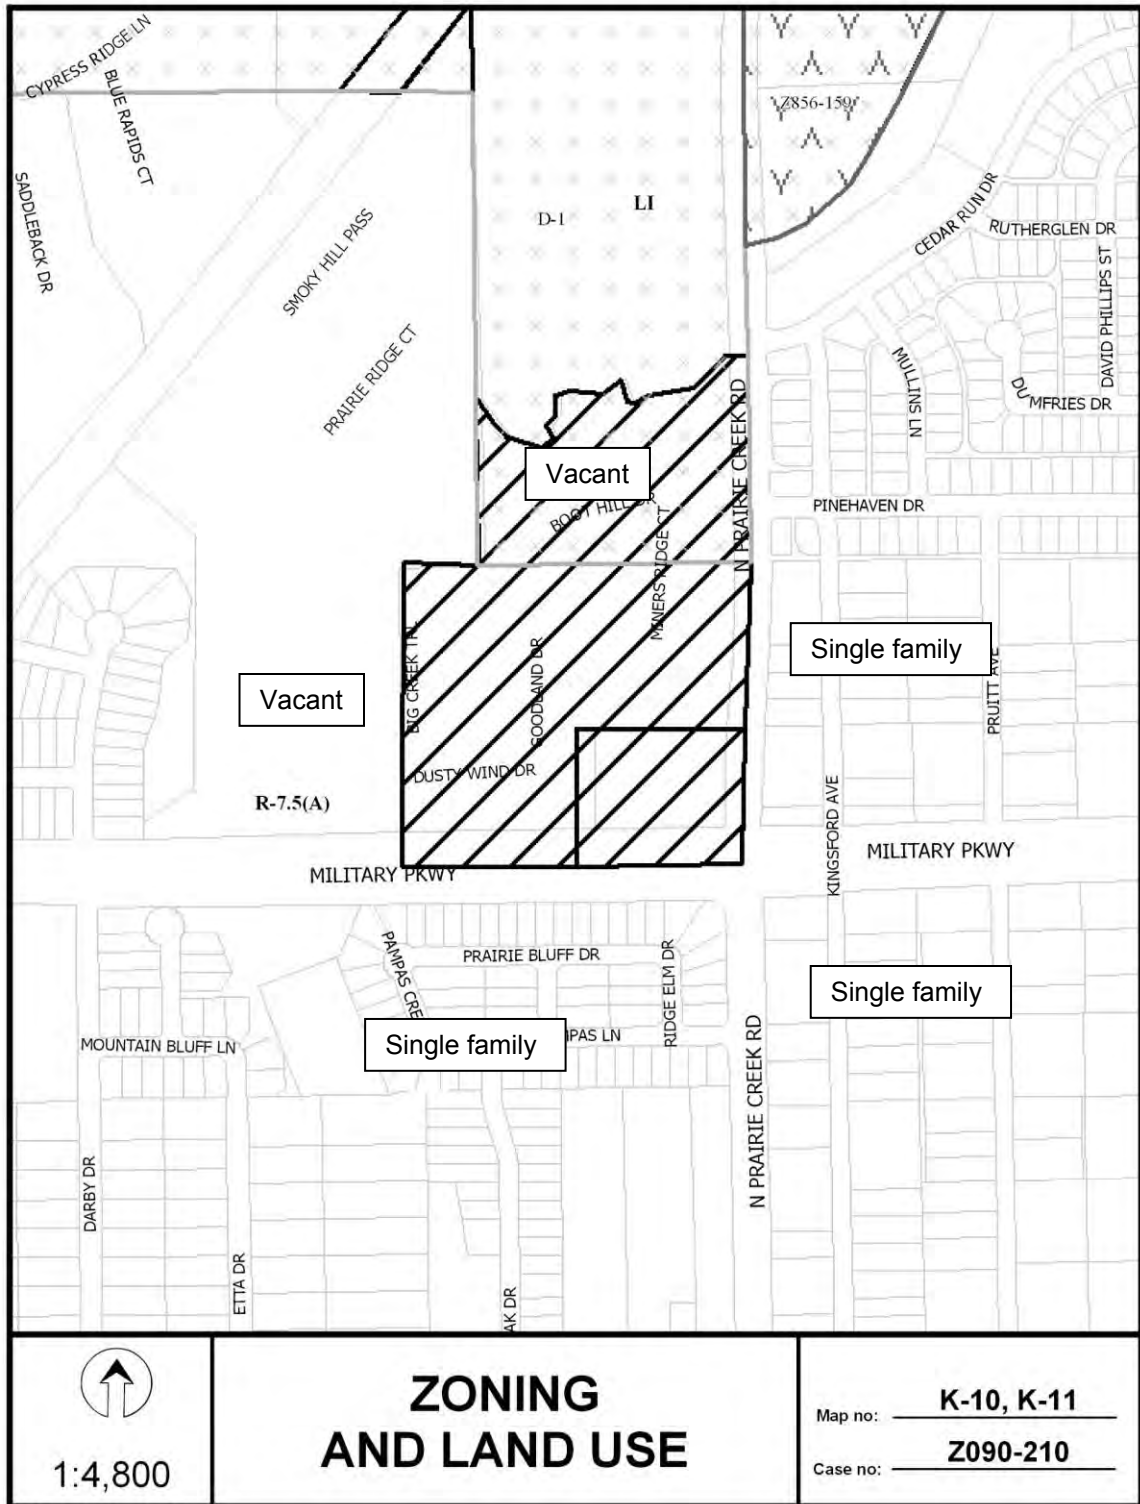 CYPRESS RIDGE LN
BLUE RAPIDS CT
SADDLEBACK DR
SMOKY HILL PASS
PRAIRIE RIDGE CT
D-1
LI
Z856-159
CEDAR RUN DR
RUTHERGLEN DR
DAVID PHILLIPS ST
MULLINS LN
DUMFRIES DR
N PRAIRIE CREEK RD
Vacant
BOOT HILL DR
MINERS RIDGE CT
PINEHAVEN DR
Single family
PRUITT AVE
BIG CREEK TRL
GOODLAND DR
Vacant
DUSTY WIND DR
R-7.5(A)
KINGSFORD AVE
MILITARY PKWY
MILITARY PKWY
PAMPAS CRE
PRAIRIE BLUFF DR
RIDGE ELM DR
Single family
Single family
MPAS LN
MOUNTAIN BLUFF LN
N PRAIRIE CREEK RD
DARBY DR
ETTA DR
AK DR
1:4,800
ZONING
AND LAND USE
Map no: K-10, K-11
Case no: Z090-210